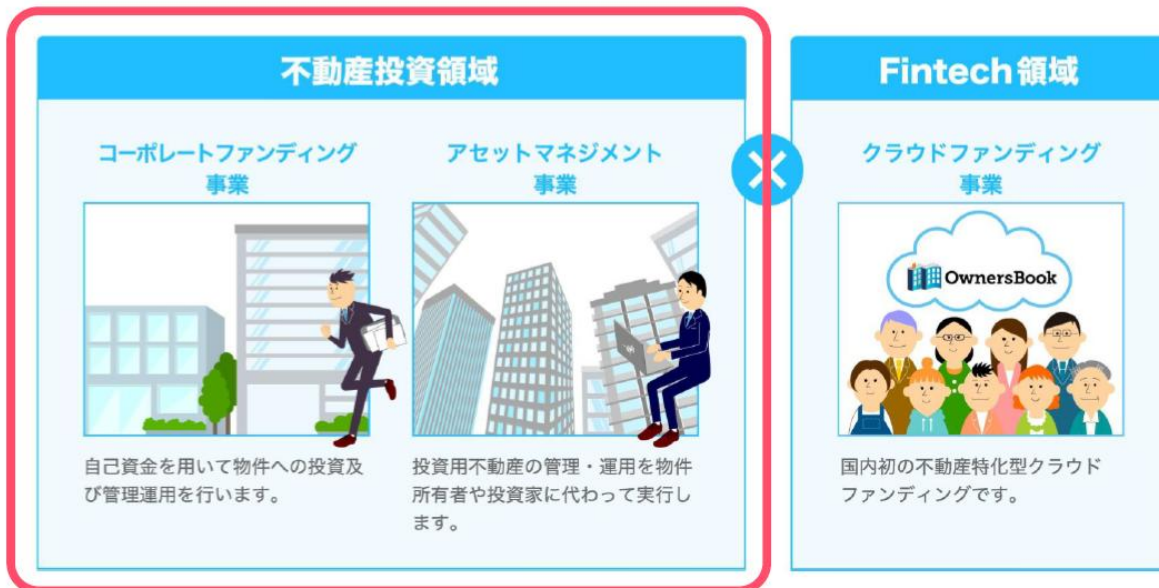 不動産投資領域
コーポレートファンディング
事業
自己資金を用いて物件への投資及
び管理運用を行います。
アセットマネジメント
事業
投資用不動産の管理・運用を物件
所有者や投資家に代わって実行し
ます。
Fintech領域
クラウドファンディング
事業
OwnersBook
国内初の不動産特化型クラウド
ファンディングです。